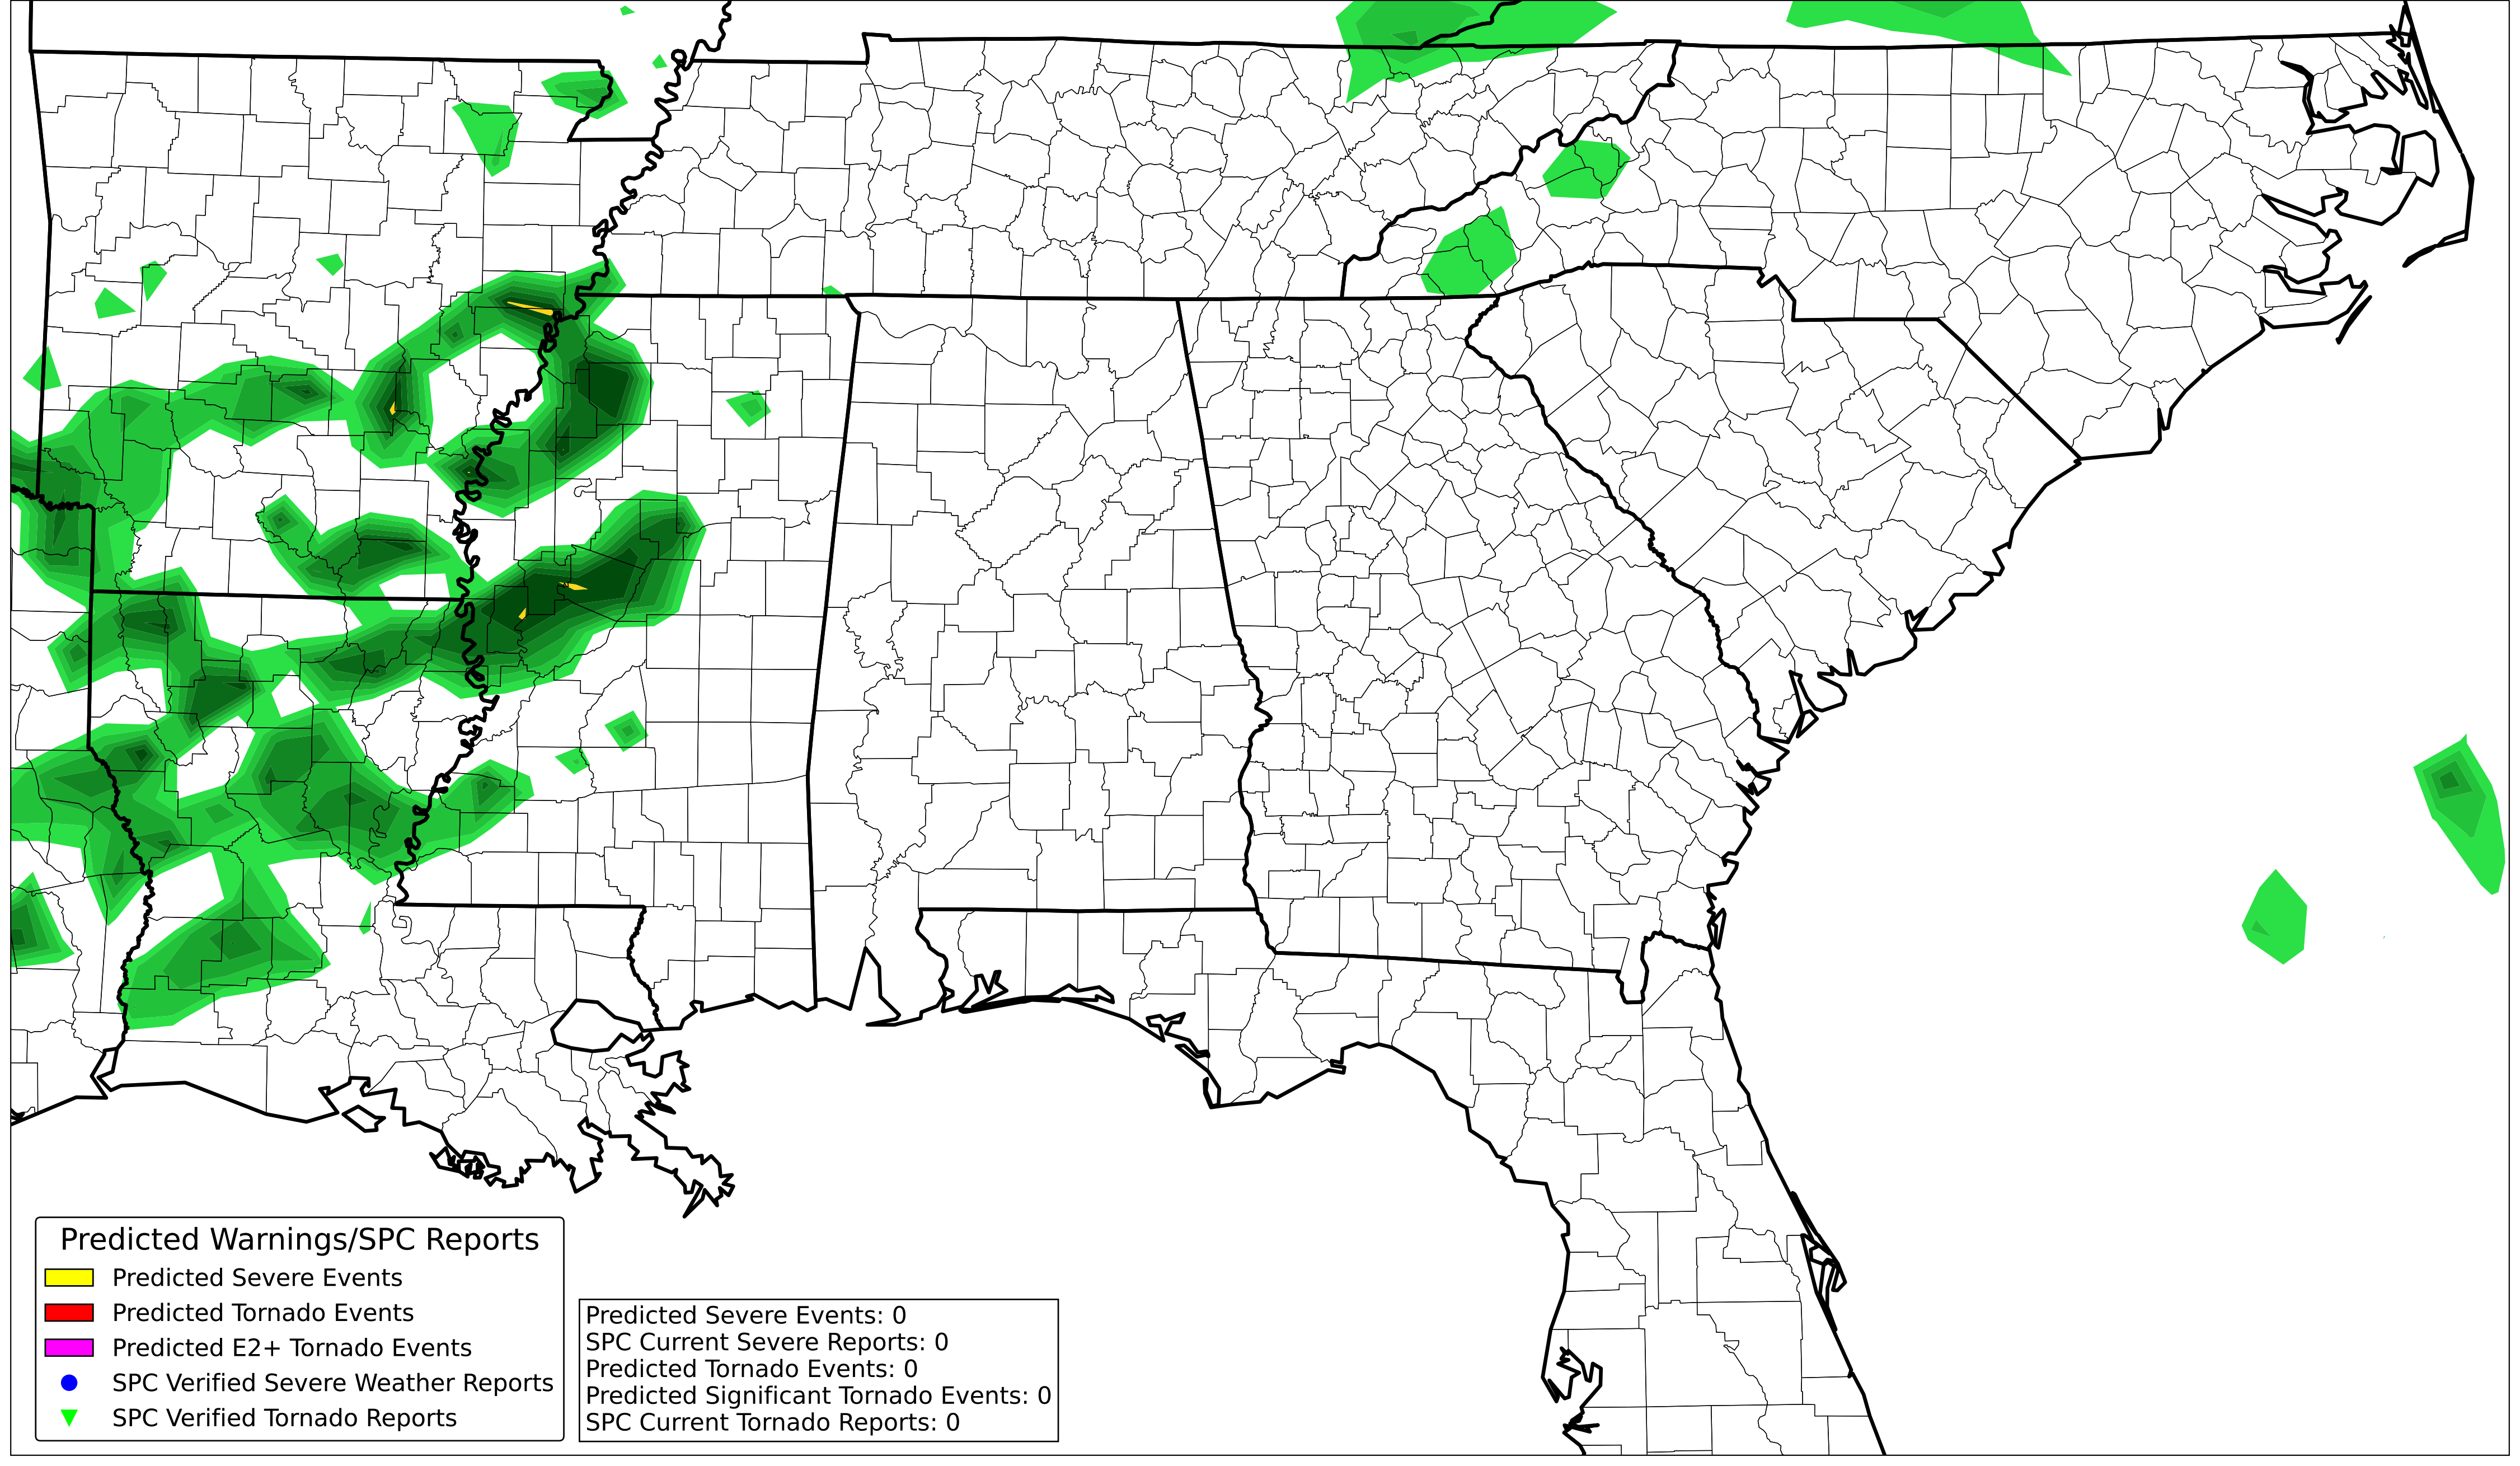 Predicted Warnings/SPC Reports
Predicted Severe Events
Predicted Tornado Events
Predicted E2+ Tornado Events
SPC Verified Severe Weather Reports
SPC Verified Tornado Reports
Predicted Severe Events: 0
SPC Current Severe Reports: 0
Predicted Tornado Events: 0
Predicted Significant Tornado Events: 0
SPC Current Tornado Reports: 0